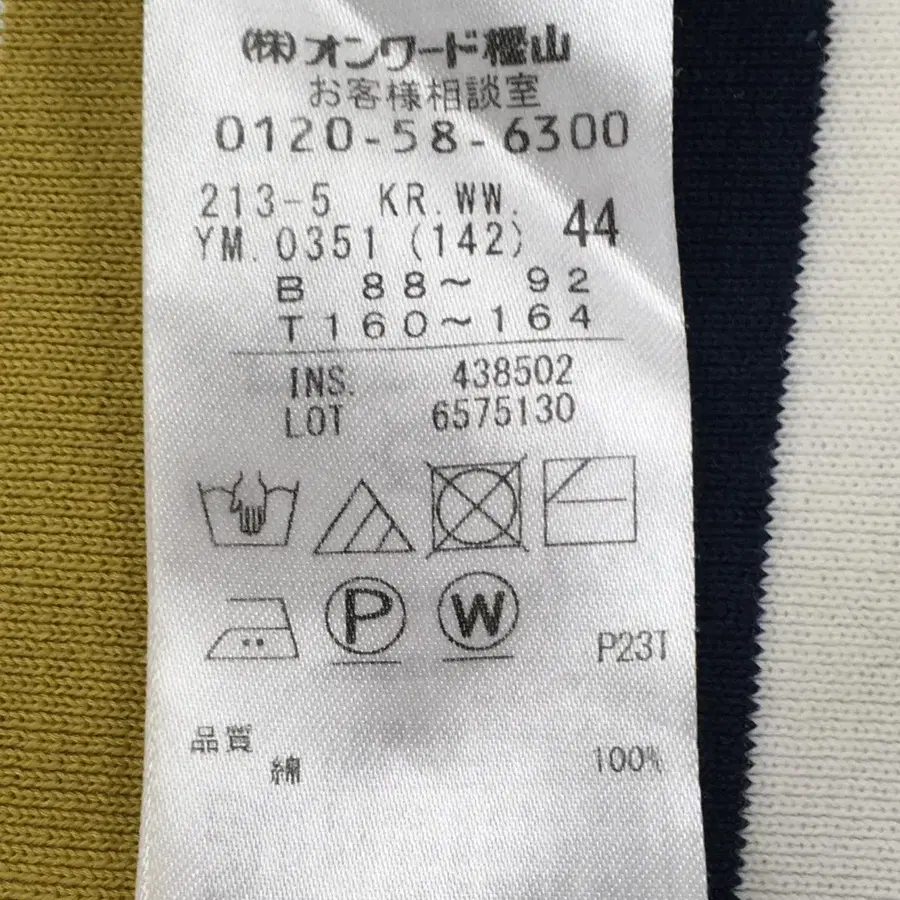 (株)オンワード樫山
お客様相談室
0120-58-6300
213-5 KR.WW. 44
YM.0351(142)
B 88～ 92
T160～164
INS. 438502
LOT 6575130
P W P23T
品質
綿 100%